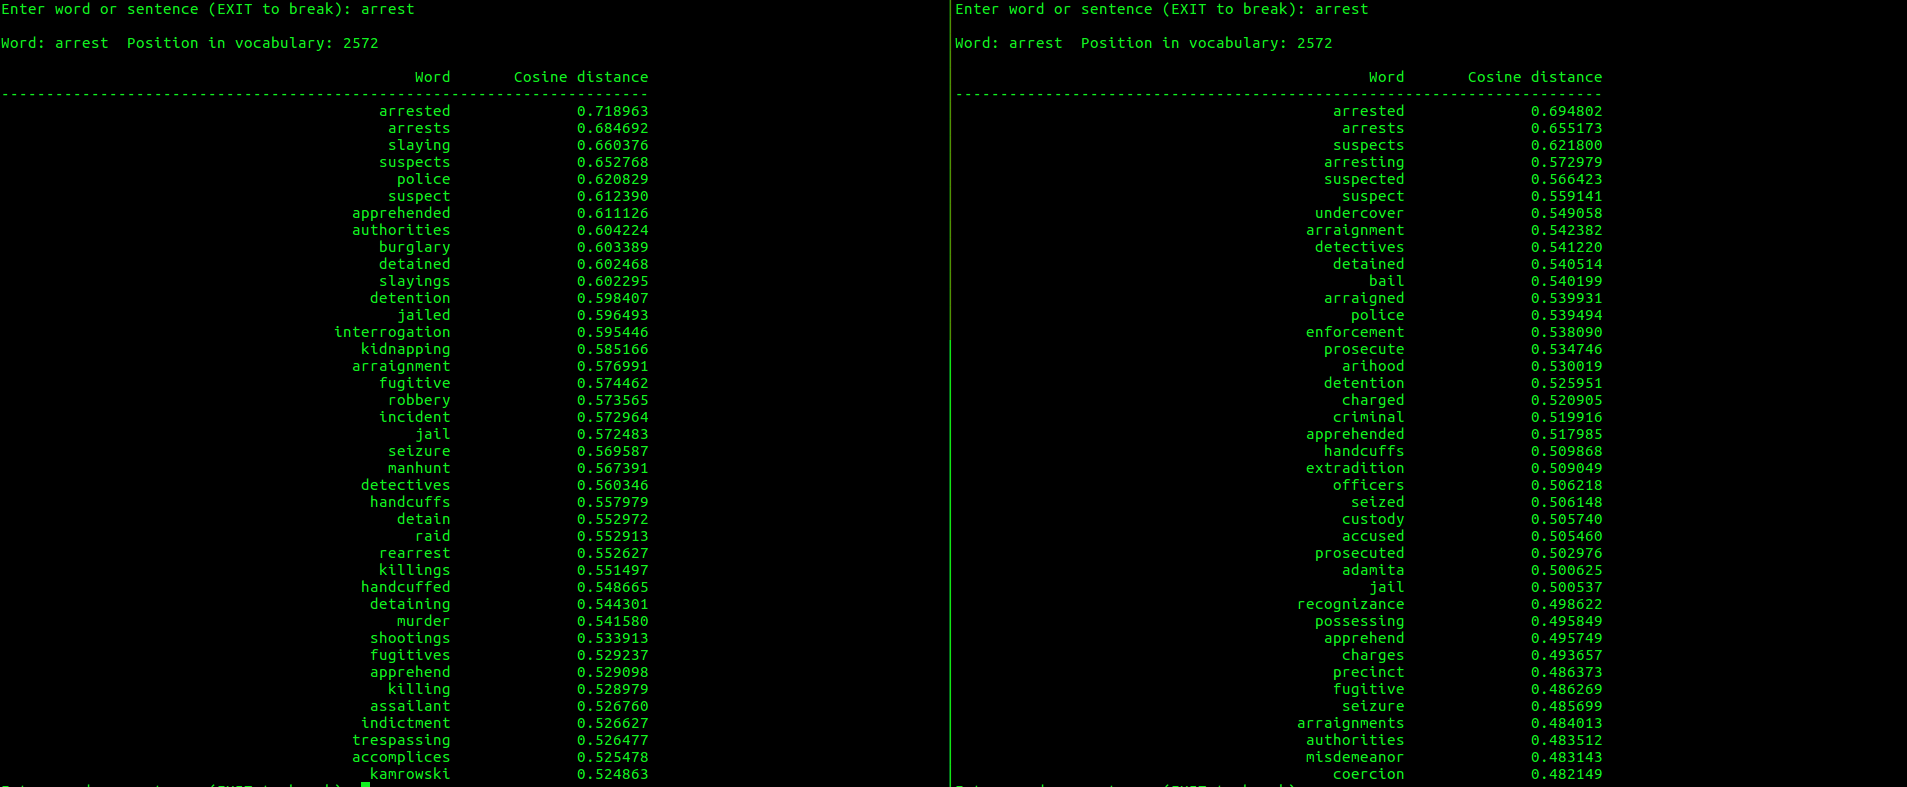 Enter word or sentence (EXIT to break): arrest
Word: arrest  Position in vocabulary: 2572
Word       Cosine distance
------------------------------------------------------------------------
arrested 0.718963
arrests 0.684692
slaying 0.660376
suspects 0.652768
police 0.620829
suspect 0.612390
apprehended 0.611126
authorities 0.604224
burglary 0.603389
detained 0.602468
slayings 0.602295
detention 0.598407
jailed 0.596493
interrogation 0.595446
kidnapping 0.585166
arraignment 0.576991
fugitive 0.574462
robbery 0.573565
incident 0.572964
jail 0.572483
seizure 0.569587
manhunt 0.567391
detectives 0.560346
handcuffs 0.557979
detain 0.552972
raid 0.552913
rearrest 0.552627
killings 0.551497
handcuffed 0.548665
detaining 0.544301
murder 0.541580
shootings 0.533913
fugitives 0.529237
apprehend 0.529098
killing 0.528979
assailant 0.526760
indictment 0.526627
trespassing 0.526477
accomplices 0.525478
kamrowski 0.524863
Enter word or sentence (EXIT to break):
Enter word or sentence (EXIT to break): arrest
Word: arrest  Position in vocabulary: 2572
Word       Cosine distance
------------------------------------------------------------------------
arrested 0.694802
arrests 0.655173
suspects 0.621800
arresting 0.572979
suspected 0.566423
suspect 0.559141
undercover 0.549058
arraignment 0.542382
detectives 0.541220
detained 0.540514
bail 0.540199
arraigned 0.539931
police 0.539494
enforcement 0.538090
prosecute 0.534746
arihood 0.530019
detention 0.525951
charged 0.520905
criminal 0.519916
apprehended 0.517985
handcuffs 0.509868
extradition 0.509049
officers 0.506218
seized 0.506148
custody 0.505740
accused 0.505460
prosecuted 0.502976
adamita 0.500625
jail 0.500537
recognizance 0.498622
possessing 0.495849
apprehend 0.495749
charges 0.493657
precinct 0.486373
fugitive 0.486269
seizure 0.485699
arraignments 0.484013
authorities 0.483512
misdemeanor 0.483143
coercion 0.482149
Enter word or sentence (EXIT to break):